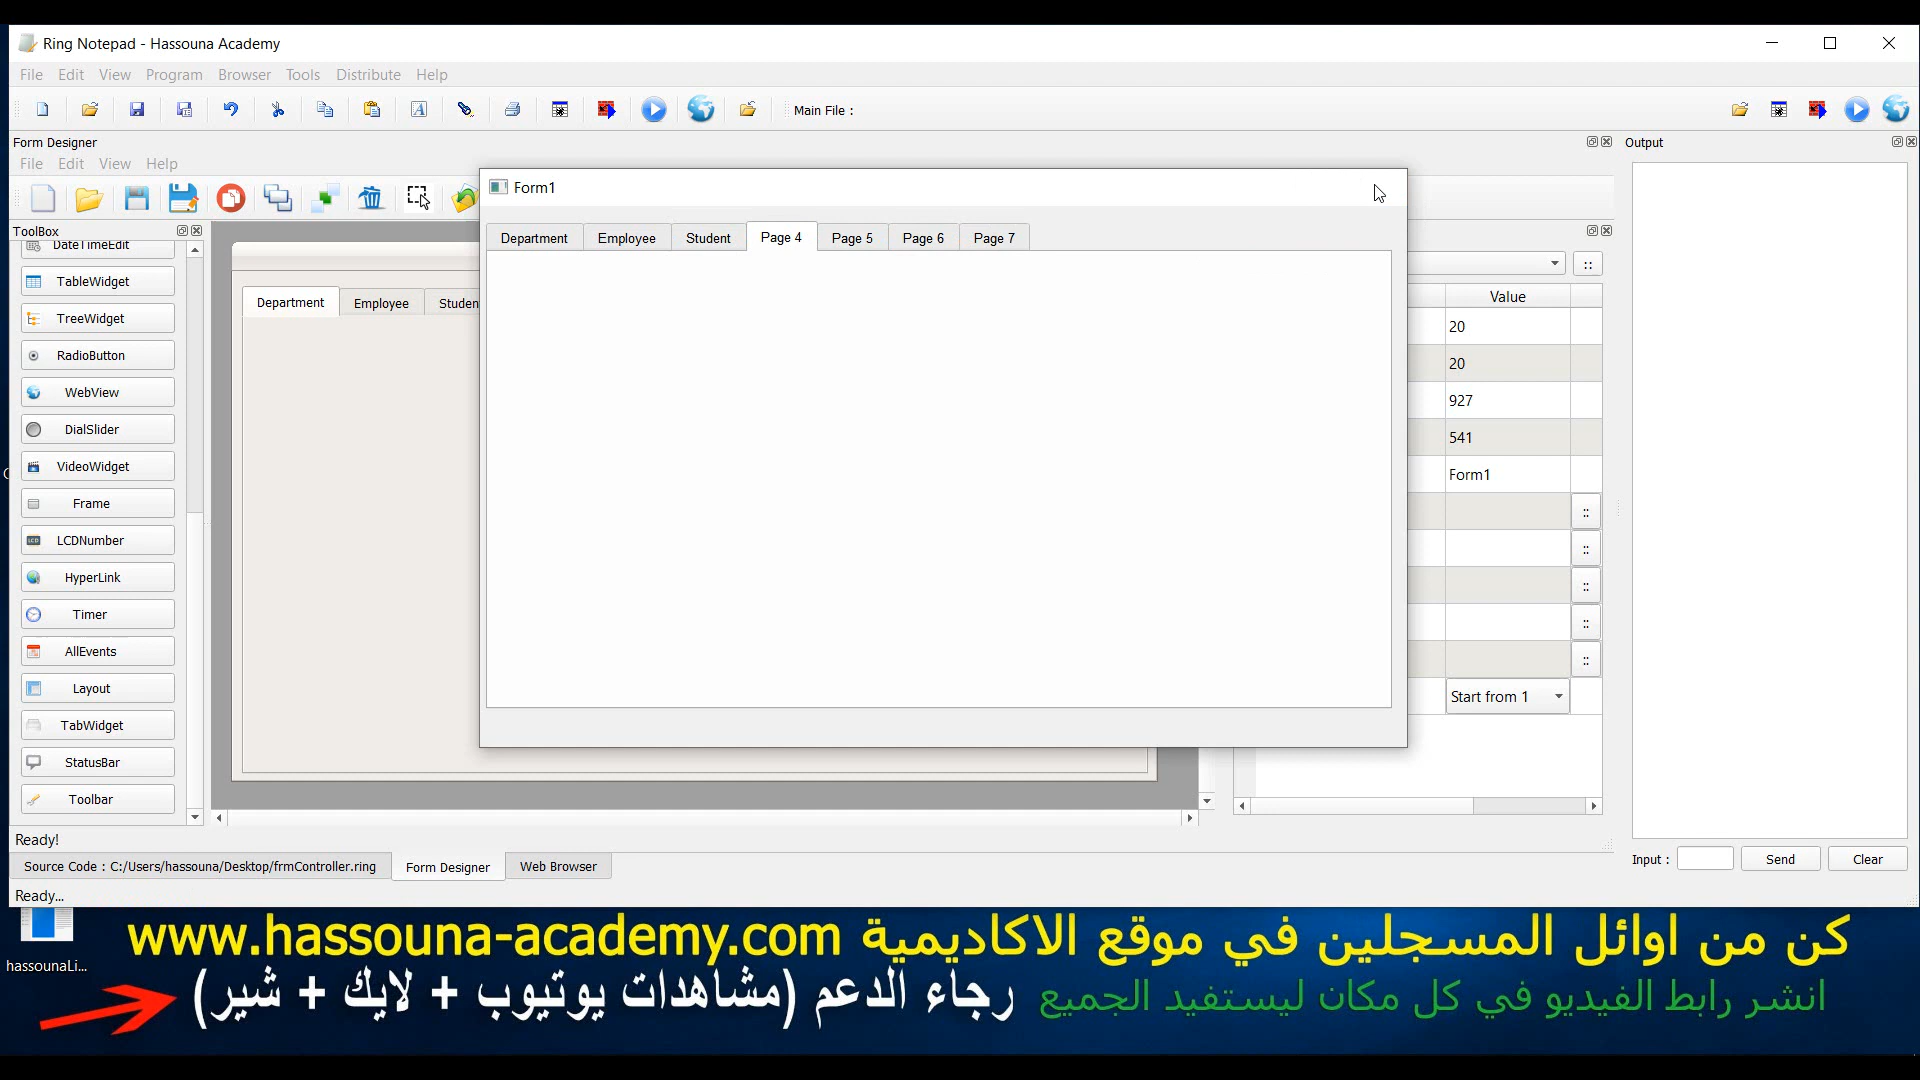 Ring Notepad - Hassouna Academy
File Edit View Program Browser Tools Distribute Help
Main File :
Form Designer
Output
File Edit View Help
Form1
ToolBox
DateTimeEdit
TableWidget
TreeWidget
RadioButton
WebView
DialSlider
VideoWidget
Frame
LCDNumber
HyperLink
Timer
AllEvents
Layout
TabWidget
StatusBar
Toolbar
Department Employee Studen
Department Employee Student Page 4 Page 5 Page 6 Page 7
Value
20
20
927
541
Form1
Start from 1
Ready!
Source Code : C:/Users/hassouna/Desktop/frmController.ring Form Designer Web Browser
Input : Send Clear
Ready...
كن من اوائل المسجلين في موقع الاكاديمية www.hassouna-academy.com
hassounaLi...
انشر رابط الفيديو في كل مكان ليستفيد الجميع رجاء الدعم (مشاهدات يوتيوب + لايك + شير)